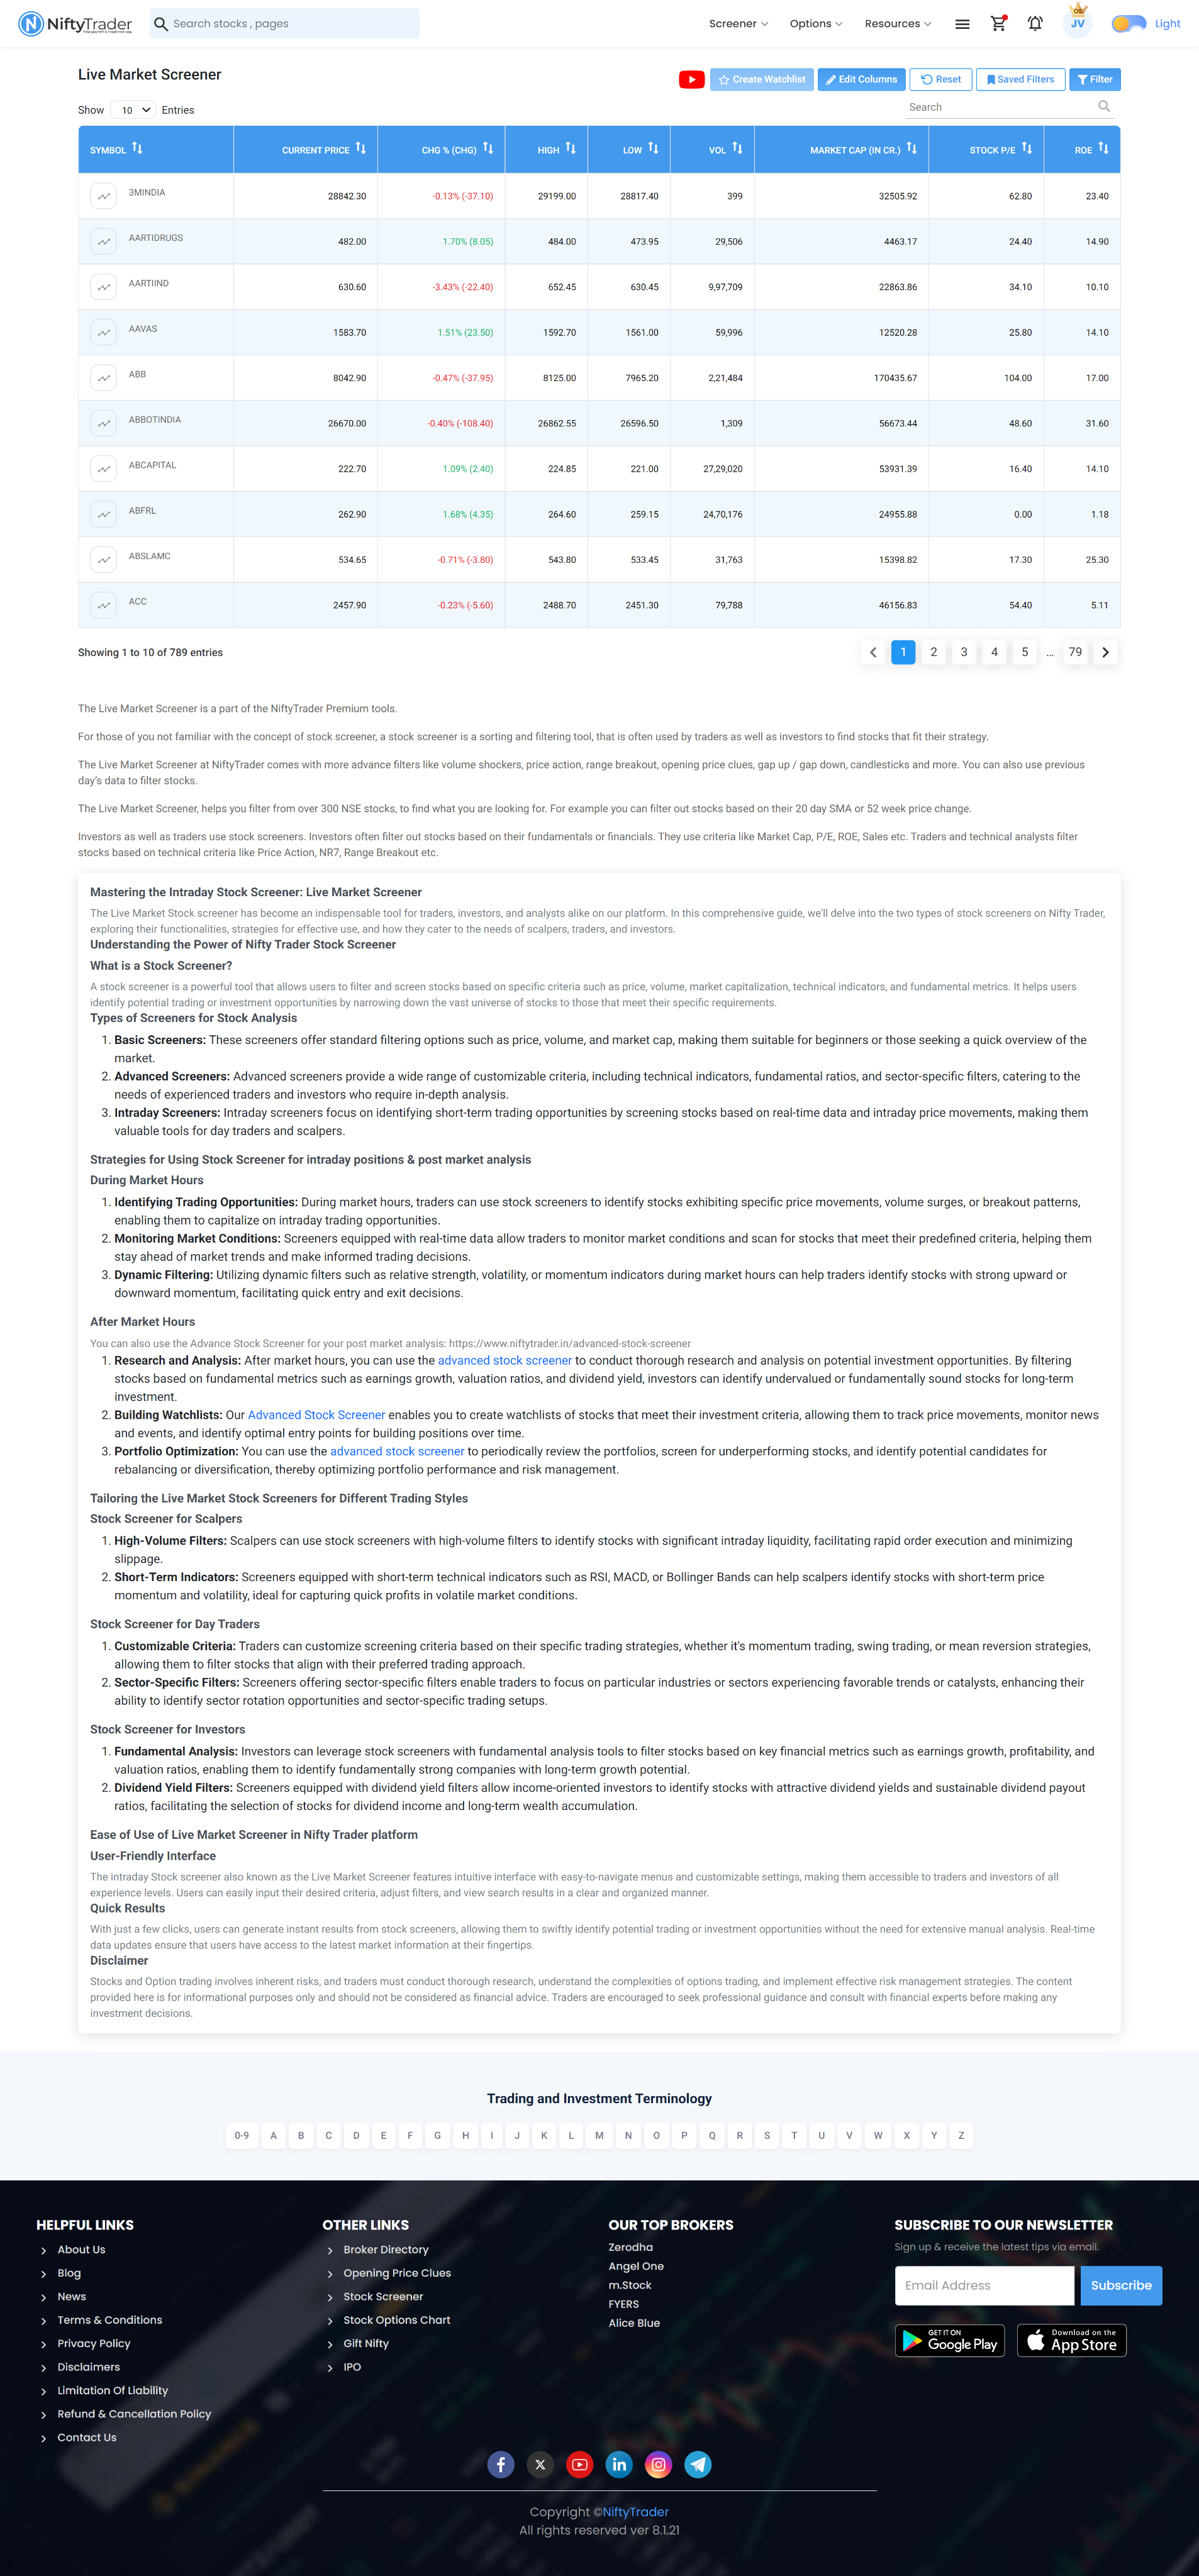 NiftyTrader
Search stocks , pages
Screener
Options
Resources
JV
Light
Live Market Screener
Create Watchlist
Edit Columns
Reset
Saved Filters
Filter
Show 10 Entries
Search
SYMBOL CURRENT PRICE CHG % (CHG) HIGH LOW VOL MARKET CAP (IN CR.) STOCK P/E ROE
3MINDIA 28842.30 -0.13% (-37.10) 29199.00 28817.40 399 32505.92 62.80 23.40
AARTIDRUGS 482.00 1.70% (8.05) 484.00 473.95 29,506 4463.17 24.40 14.90
AARTIIND 630.60 -3.43% (-22.40) 652.45 630.45 9,97,709 22863.86 34.10 10.10
AAVAS 1583.70 1.51% (23.50) 1592.70 1561.00 59,996 12520.28 25.80 14.10
ABB 8042.90 -0.47% (-37.95) 8125.00 7965.20 2,21,484 170435.67 104.00 17.00
ABBOTINDIA 26670.00 -0.40% (-108.40) 26862.55 26596.50 1,309 56673.44 48.60 31.60
ABCAPITAL 222.70 1.09% (2.40) 224.85 221.00 27,29,020 53931.39 16.40 14.10
ABFRL 262.90 1.68% (4.35) 264.60 259.15 24,70,176 24955.88 0.00 1.18
ABSLAMC 534.65 -0.71% (-3.80) 543.80 533.45 31,763 15398.82 17.30 25.30
ACC 2457.90 -0.23% (-5.60) 2488.70 2451.30 79,788 46156.83 54.40 5.11
Showing 1 to 10 of 789 entries
1 2 3 4 5 ... 79
The Live Market Screener is a part of the NiftyTrader Premium tools.
For those of you not familiar with the concept of stock screener, a stock screener is a sorting and filtering tool, that is often used by traders as well as investors to find stocks that fit their strategy.
The Live Market Screener at NiftyTrader comes with more advance filters like volume shockers, price action, range breakout, opening price clues, gap up / gap down, candlesticks and more. You can also use previous
day's data to filter stocks.
The Live Market Screener, helps you filter from over 300 NSE stocks, to find what you are looking for. For example you can filter out stocks based on their 20 day SMA or 52 week price change.
Investors as well as traders use stock screeners. Investors often filter out stocks based on their fundamentals or financials. They use criteria like Market Cap, P/E, ROE, Sales etc. Traders and technical analysts filter
stocks based on technical criteria like Price Action, NR7, Range Breakout etc.
Mastering the Intraday Stock Screener: Live Market Screener
The Live Market Stock screener has become an indispensable tool for traders, investors, and analysts alike on our platform. In this comprehensive guide, we'll delve into the two types of stock screeners on Nifty Trader,
exploring their functionalities, strategies for effective use, and how they cater to the needs of scalpers, traders, and investors.
Understanding the Power of Nifty Trader Stock Screener
What is a Stock Screener?
A stock screener is a powerful tool that allows users to filter and screen stocks based on specific criteria such as price, volume, market capitalization, technical indicators, and fundamental metrics. It helps users
identify potential trading or investment opportunities by narrowing down the vast universe of stocks to those that meet their specific requirements.
Types of Screeners for Stock Analysis
1. Basic Screeners: These screeners offer standard filtering options such as price, volume, and market cap, making them suitable for beginners or those seeking a quick overview of the
market.
2. Advanced Screeners: Advanced screeners provide a wide range of customizable criteria, including technical indicators, fundamental ratios, and sector-specific filters, catering to the
needs of experienced traders and investors who require in-depth analysis.
3. Intraday Screeners: Intraday screeners focus on identifying short-term trading opportunities by screening stocks based on real-time data and intraday price movements, making them
valuable tools for day traders and scalpers.
Strategies for Using Stock Screener for intraday positions & post market analysis
During Market Hours
1. Identifying Trading Opportunities: During market hours, traders can use stock screeners to identify stocks exhibiting specific price movements, volume surges, or breakout patterns,
enabling them to capitalize on intraday trading opportunities.
2. Monitoring Market Conditions: Screeners equipped with real-time data allow traders to monitor market conditions and scan for stocks that meet their predefined criteria, helping them
stay ahead of market trends and make informed trading decisions.
3. Dynamic Filtering: Utilizing dynamic filters such as relative strength, volatility, or momentum indicators during market hours can help traders identify stocks with strong upward or
downward momentum, facilitating quick entry and exit decisions.
After Market Hours
You can also use the Advance Stock Screener for your post market analysis: https://www.niftytrader.in/advanced-stock-screener
1. Research and Analysis: After market hours, you can use the advanced stock screener to conduct thorough research and analysis on potential investment opportunities. By filtering
stocks based on fundamental metrics such as earnings growth, valuation ratios, and dividend yield, investors can identify undervalued or fundamentally sound stocks for long-term
investment.
2. Building Watchlists: Our Advanced Stock Screener enables you to create watchlists of stocks that meet their investment criteria, allowing them to track price movements, monitor news
and events, and identify optimal entry points for building positions over time.
3. Portfolio Optimization: You can use the advanced stock screener to periodically review the portfolios, screen for underperforming stocks, and identify potential candidates for
rebalancing or diversification, thereby optimizing portfolio performance and risk management.
Tailoring the Live Market Stock Screeners for Different Trading Styles
Stock Screener for Scalpers
1. High-Volume Filters: Scalpers can use stock screeners with high-volume filters to identify stocks with significant intraday liquidity, facilitating rapid order execution and minimizing
slippage.
2. Short-Term Indicators: Screeners equipped with short-term technical indicators such as RSI, MACD, or Bollinger Bands can help scalpers identify stocks with short-term price
momentum and volatility, ideal for capturing quick profits in volatile market conditions.
Stock Screener for Day Traders
1. Customizable Criteria: Traders can customize screening criteria based on their specific trading strategies, whether it's momentum trading, swing trading, or mean reversion strategies,
allowing them to filter stocks that align with their preferred trading approach.
2. Sector-Specific Filters: Screeners offering sector-specific filters enable traders to focus on particular industries or sectors experiencing favorable trends or catalysts, enhancing their
ability to identify sector rotation opportunities and sector-specific trading setups.
Stock Screener for Investors
1. Fundamental Analysis: Investors can leverage stock screeners with fundamental analysis tools to filter stocks based on key financial metrics such as earnings growth, profitability, and
valuation ratios, enabling them to identify fundamentally strong companies with long-term growth potential.
2. Dividend Yield Filters: Screeners equipped with dividend yield filters allow income-oriented investors to identify stocks with attractive dividend yields and sustainable dividend payout
ratios, facilitating the selection of stocks for dividend income and long-term wealth accumulation.
Ease of Use of Live Market Screener in Nifty Trader platform
User-Friendly Interface
The intraday Stock screener also known as the Live Market Screener features intuitive interface with easy-to-navigate menus and customizable settings, making them accessible to traders and investors of all
experience levels. Users can easily input their desired criteria, adjust filters, and view search results in a clear and organized manner.
Quick Results
With just a few clicks, users can generate instant results from stock screeners, allowing them to swiftly identify potential trading or investment opportunities without the need for extensive manual analysis. Real-time
data updates ensure that users have access to the latest market information at their fingertips.
Disclaimer
Stocks and Option trading involves inherent risks, and traders must conduct thorough research, understand the complexities of options trading, and implement effective risk management strategies. The content
provided here is for informational purposes only and should not be considered as financial advice. Traders are encouraged to seek professional guidance and consult with financial experts before making any
investment decisions.
Trading and Investment Terminology
0-9 A B C D E F G H I J K L M N O P Q R S T U V W X Y Z
HELPFUL LINKS
About Us
Blog
News
Terms & Conditions
Privacy Policy
Disclaimers
Limitation Of Liability
Refund & Cancellation Policy
Contact Us
OTHER LINKS
Broker Directory
Opening Price Clues
Stock Screener
Stock Options Chart
Gift Nifty
IPO
OUR TOP BROKERS
Zerodha
Angel One
m.Stock
FYERS
Alice Blue
SUBSCRIBE TO OUR NEWSLETTER
Sign up & receive the latest tips via email.
Email Address
Subscribe
GET IT ON
Google Play
Download on the
App Store
Copyright ©NiftyTrader
All rights reserved ver 8.1.21